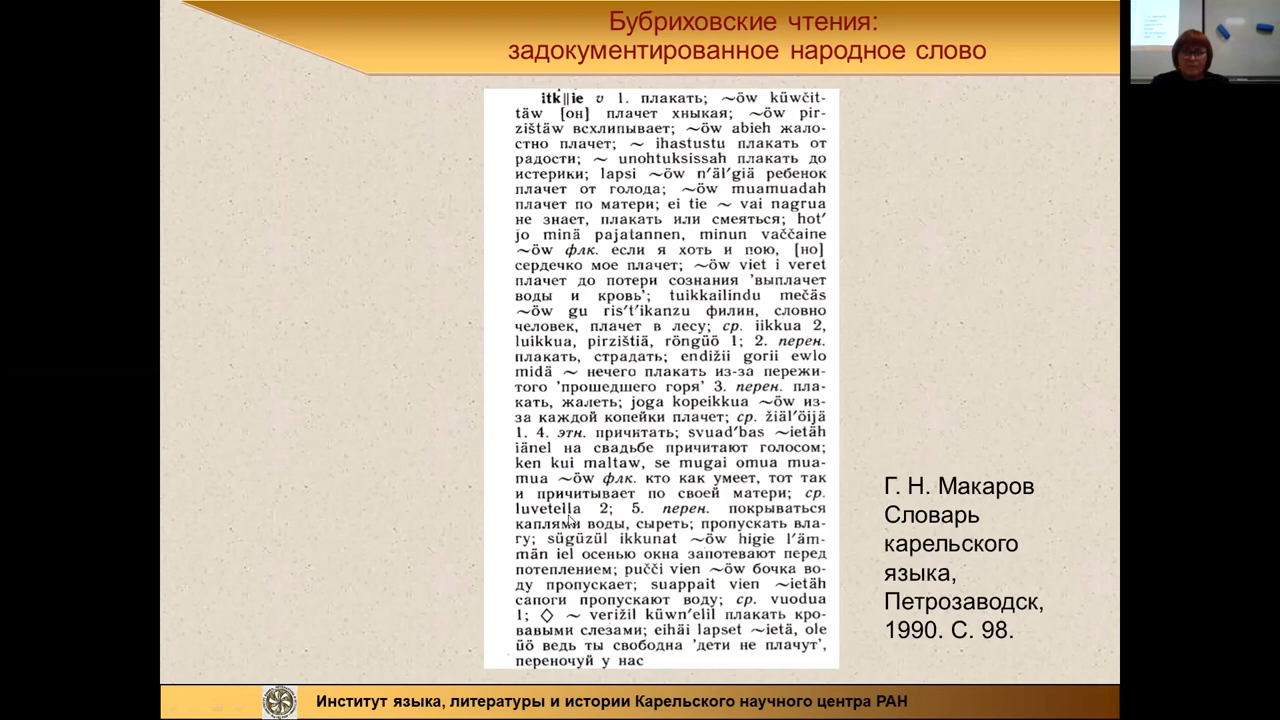 Бубриховские чтения:
задокументированное народное слово
itk||ie v 1. плакать; ~öw küwčit-
täw [он] плачет хныкая; ~öw pir-
zištäw всхлипывает; ~öw abieh жало-
стно плачет; ~ ihastustu плакать от
радости; ~ unohtuksissah плакать до
истерики; lapsi ~öw n′äl′giä ребенок
плачет от голода; ~öw muamuadah
плачет по матери; ei tie ~ vai nagrua
не знает, плакать или смеяться; hot′
jo minä pajatannen, minun vaččaine
~öw флк. если я хоть и пою, [но]
сердечко мое плачет; ~öw viet i veret
плачет до потери сознания 'выплачет
воды и кровь'; tuikkailindu mečäs
~öw gu ris′t′ikanzu филин, словно
человек, плачет в лесу; ср. iikkua 2,
luikkua, pirzištiä, röngüö 1; 2. перен.
плакать, страдать; endižii gorii ewlo
midä ~ нечего плакать из-за пережи-
того 'прошедшего горя' 3. перен. пла-
кать, жалеть; joga kopeikkua ~öw из-
за каждой копейки плачет; ср. žiäl′öijä
1. 4. этн. причитать; svuad′bas ~ietäh
iänel на свадьбе причитают голосом;
ken kui maltaw, se mugai omua mua-
mua ~öw флк. кто как умеет, тот так
и причитывает по своей матери; ср.
luvetella 2; 5. перен. покрываться
каплями воды, сыреть; пропускать вла-
гу; sügüzül ikkunat ~öw higie l′äm-
män iel осенью окна запотевают перед
потеплением; pučči vien ~öw бочка во-
ду пропускает; suappait vien ~ietäh
сапоги пропускают воду; ср. vuodua
1; ◇ ~ verižil küwn′elil плакать кро-
вавыми слезами; eihäi lapset ~ietä, ole
üö ведь ты свободна 'дети не плачут',
переночуй у нас
Г. Н. Макаров
Словарь
карельского
языка,
Петрозаводск,
1990. С. 98.
Институт языка, литературы и истории Карельского научного центра РАН